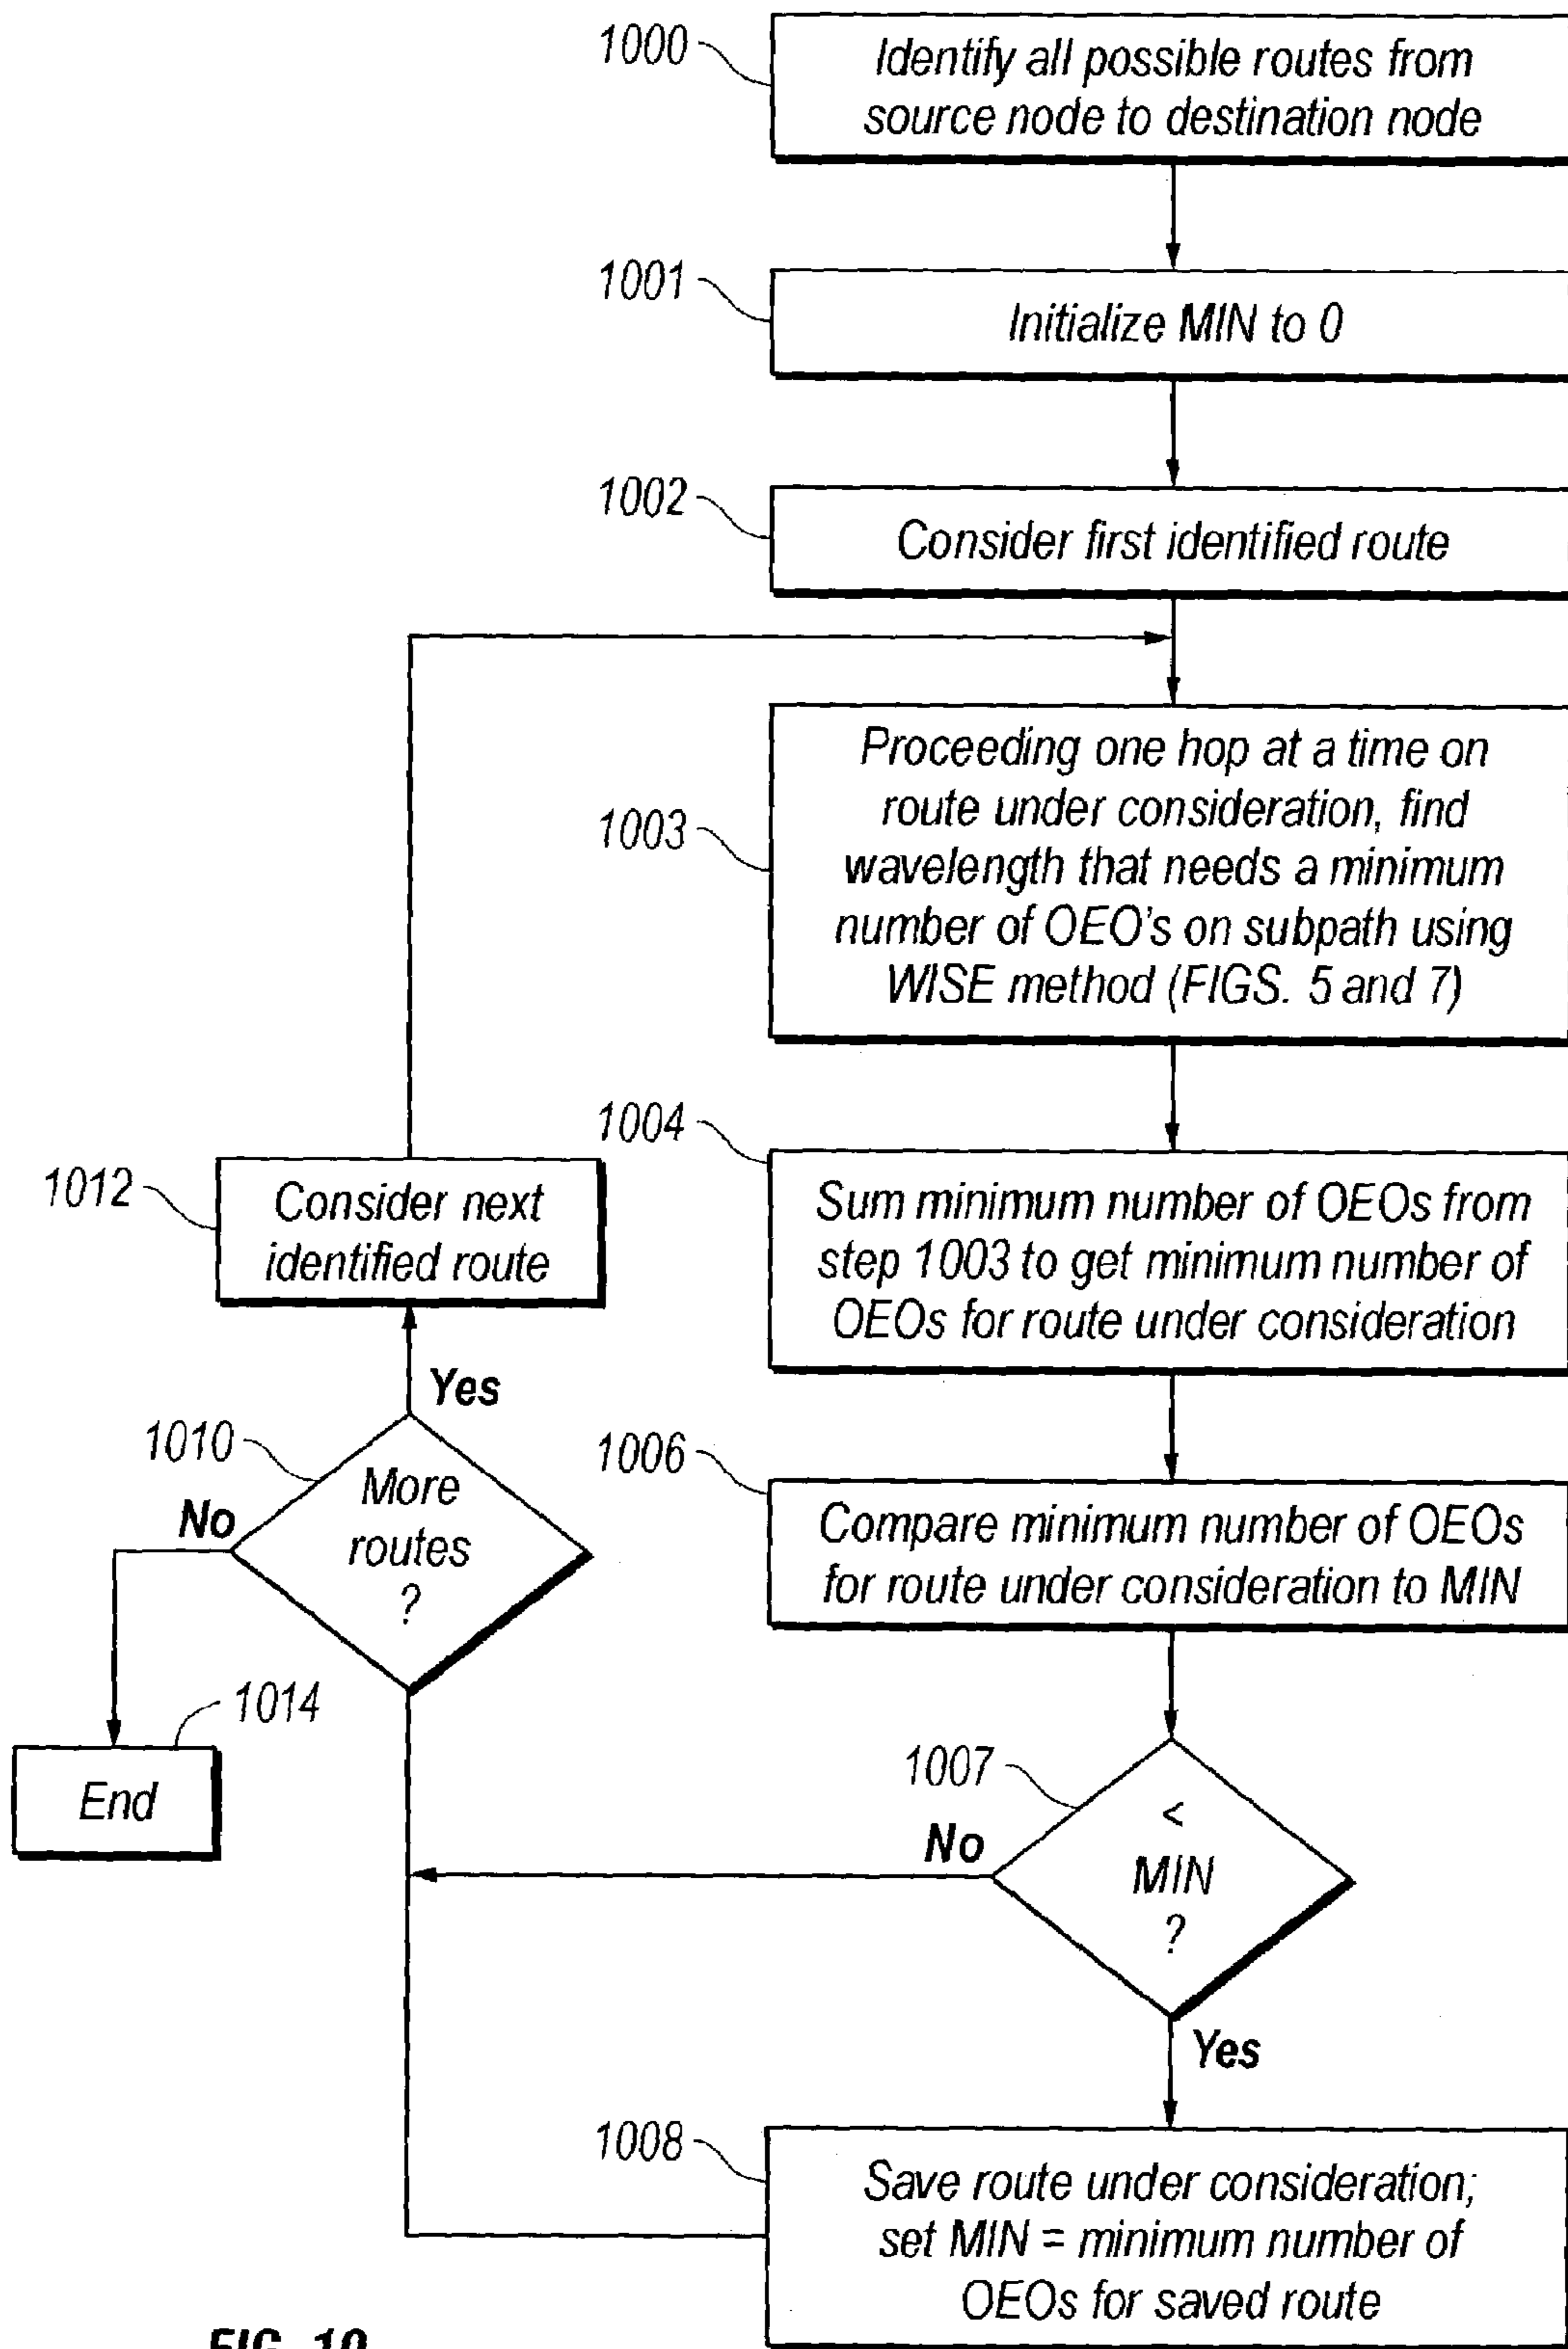 1000
Identify all possible routes from
source node to destination node
1001
Initialize MIN to 0
1002
Consider first identified route
1003
Proceeding one hop at a time on
route under consideration, find
wavelength that needs a minimum
number of OEO's on subpath using
WISE method (FIGS. 5 and 7)
1004
Sum minimum number of OEOs from
step 1003 to get minimum number of
OEOs for route under consideration
1006
Compare minimum number of OEOs
for route under consideration to MIN
1007
<
MIN
?
No
Yes
1008
Save route under consideration;
set MIN = minimum number of
OEOs for saved route
1010
More
routes
?
Yes
No
1012
Consider next
identified route
1014
End
FIG. 10